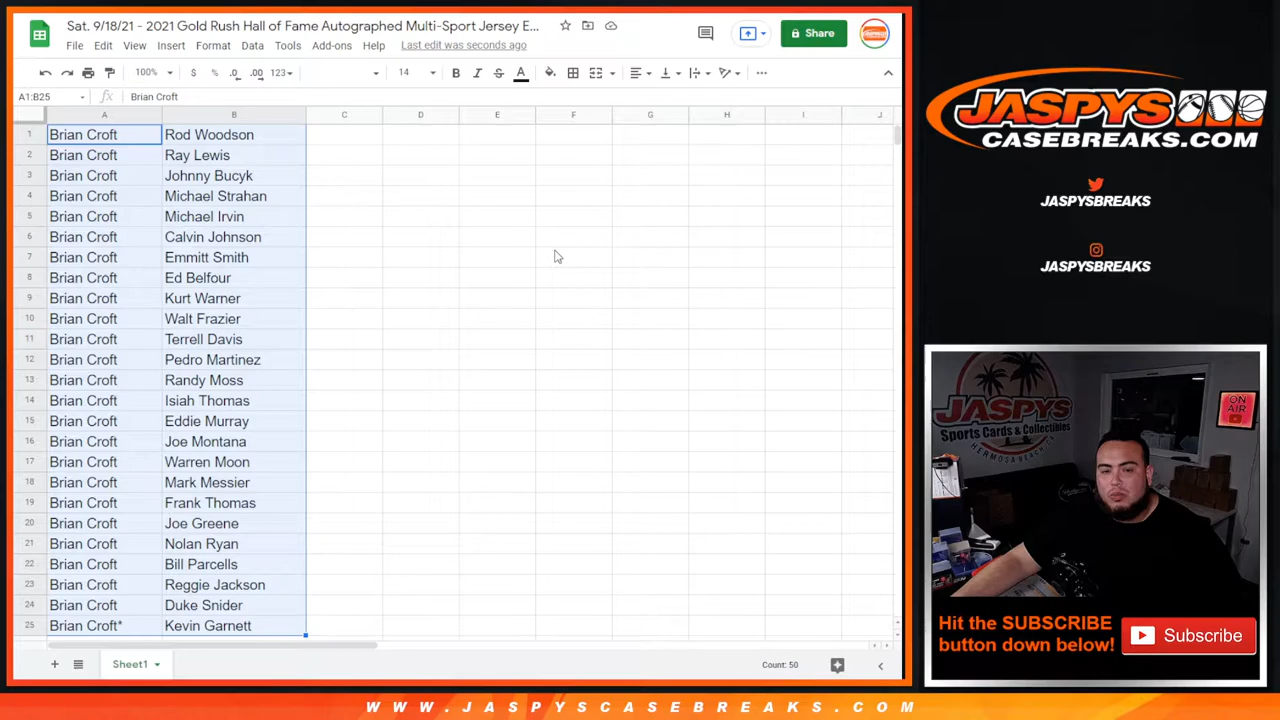 Sat. 9/18/21 - 2021 Gold Rush Hall of Fame Autographed Multi-Sport Jersey E...
File Edit View Insert Format Data Tools Add-ons Help Last edit was seconds ago
Share
100% $ % .0 .00 123 14 B I S A
A1:B25 fx Brian Croft
A B C D E F G H I J
1 Brian Croft Rod Woodson
2 Brian Croft Ray Lewis
3 Brian Croft Johnny Bucyk
4 Brian Croft Michael Strahan
5 Brian Croft Michael Irvin
6 Brian Croft Calvin Johnson
7 Brian Croft Emmitt Smith
8 Brian Croft Ed Belfour
9 Brian Croft Kurt Warner
10 Brian Croft Walt Frazier
11 Brian Croft Terrell Davis
12 Brian Croft Pedro Martinez
13 Brian Croft Randy Moss
14 Brian Croft Isiah Thomas
15 Brian Croft Eddie Murray
16 Brian Croft Joe Montana
17 Brian Croft Warren Moon
18 Brian Croft Mark Messier
19 Brian Croft Frank Thomas
20 Brian Croft Joe Greene
21 Brian Croft Nolan Ryan
22 Brian Croft Bill Parcells
23 Brian Croft Reggie Jackson
24 Brian Croft Duke Snider
25 Brian Croft* Kevin Garnett
Sheet1
Count: 50
JASPYS
CASEBREAKS.COM
JASPYSBREAKS
JASPYSBREAKS
JASPYS
Sports Cards & Collectibles
HERMOSA BEACH, CA
ON AIR
Hit the SUBSCRIBE
button down below!
Subscribe
WWW.JASPYSCASEBREAKS.COM